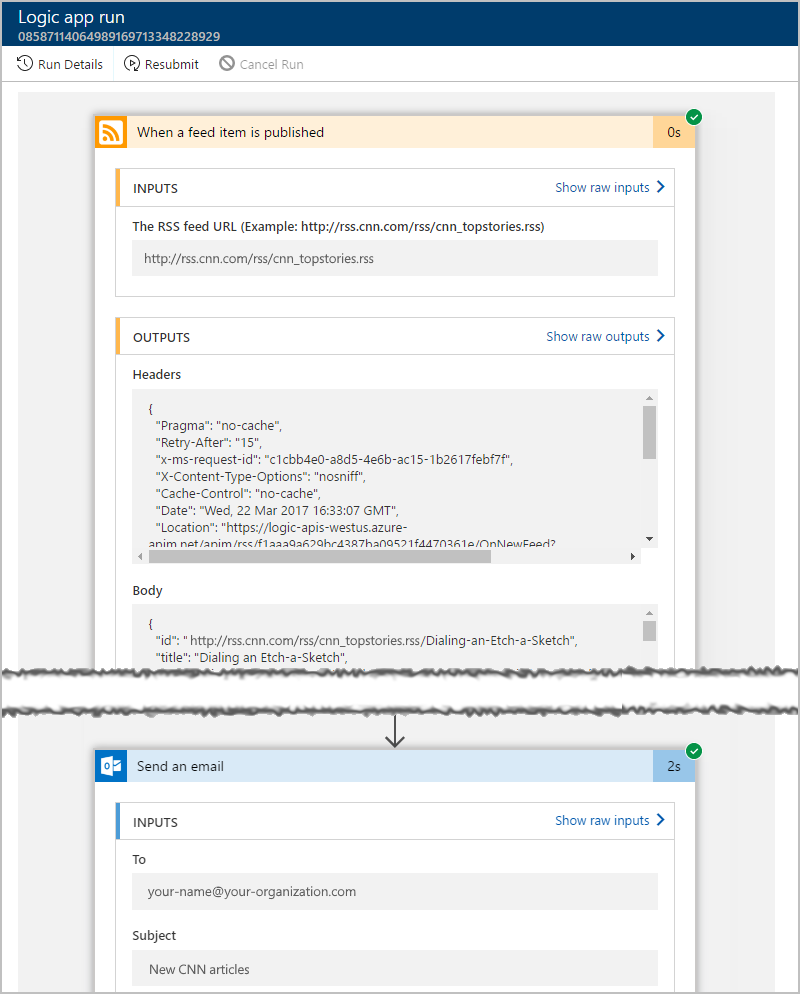 Logic app run
08587114064989169713348228929
Run Details
Resubmit
Cancel Run
When a feed item is published
0s
INPUTS
Show raw inputs
The RSS feed URL (Example: http://rss.cnn.com/rss/cnn_topstories.rss)
http://rss.cnn.com/rss/cnn_topstories.rss
OUTPUTS
Show raw outputs
Headers
{
"Pragma": "no-cache",
"Retry-After": "15",
"x-ms-request-id": "c1cbb4e0-a8d5-4e6b-ac15-1b2617febf7f",
"X-Content-Type-Options": "nosniff",
"Cache-Control": "no-cache",
"Date": "Wed, 22 Mar 2017 16:33:07 GMT",
"Location": "https://logic-apis-westus.azure-
apim.net/apim/rss/f1aaa9a629bc4387ba09521f4470361e/OnNewFeed?
Body
{
"id": " http://rss.cnn.com/rss/cnn_topstories.rss/Dialing-an-Etch-a-Sketch",
"title": "Dialing an Etch-a-Sketch",
Send an email
2s
INPUTS
Show raw inputs
To
your-name@your-organization.com
Subject
New CNN articles